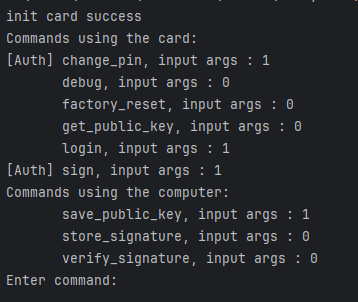 init card success
Commands using the card:
[Auth] change_pin, input args : 1
debug, input args : 0
factory_reset, input args : 0
get_public_key, input args : 0
login, input args : 1
[Auth] sign, input args : 1
Commands using the computer:
save_public_key, input args : 1
store_signature, input args : 0
verify_signature, input args : 0
Enter command: